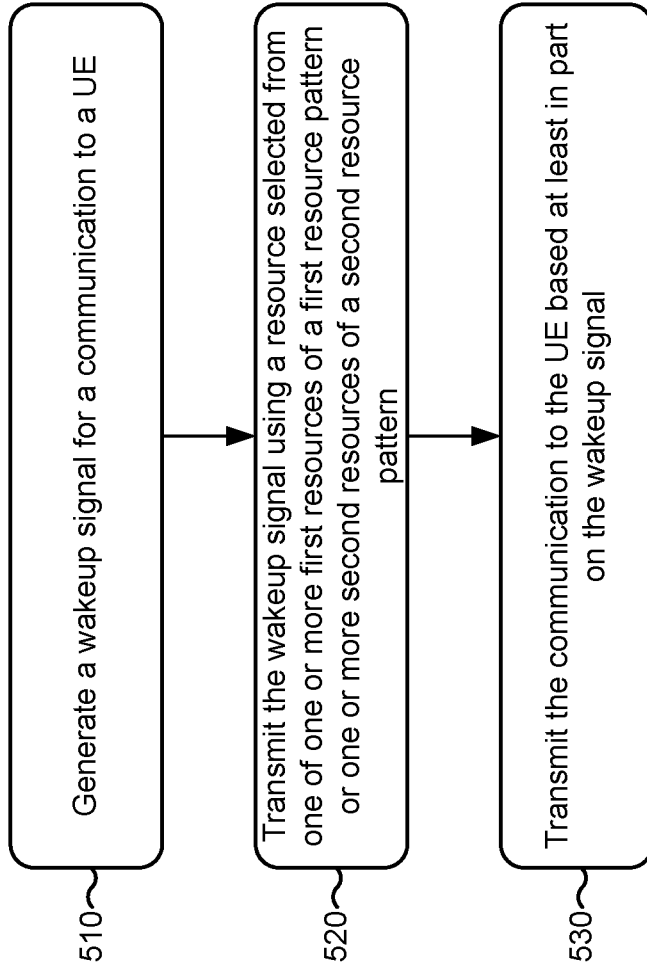 510
Generate a wakeup signal for a communication to a UE
520
Transmit the wakeup signal using a resource selected from
one of one or more first resources of a first resource pattern
or one or more second resources of a second resource
pattern
530
Transmit the communication to the UE based at least in part
on the wakeup signal